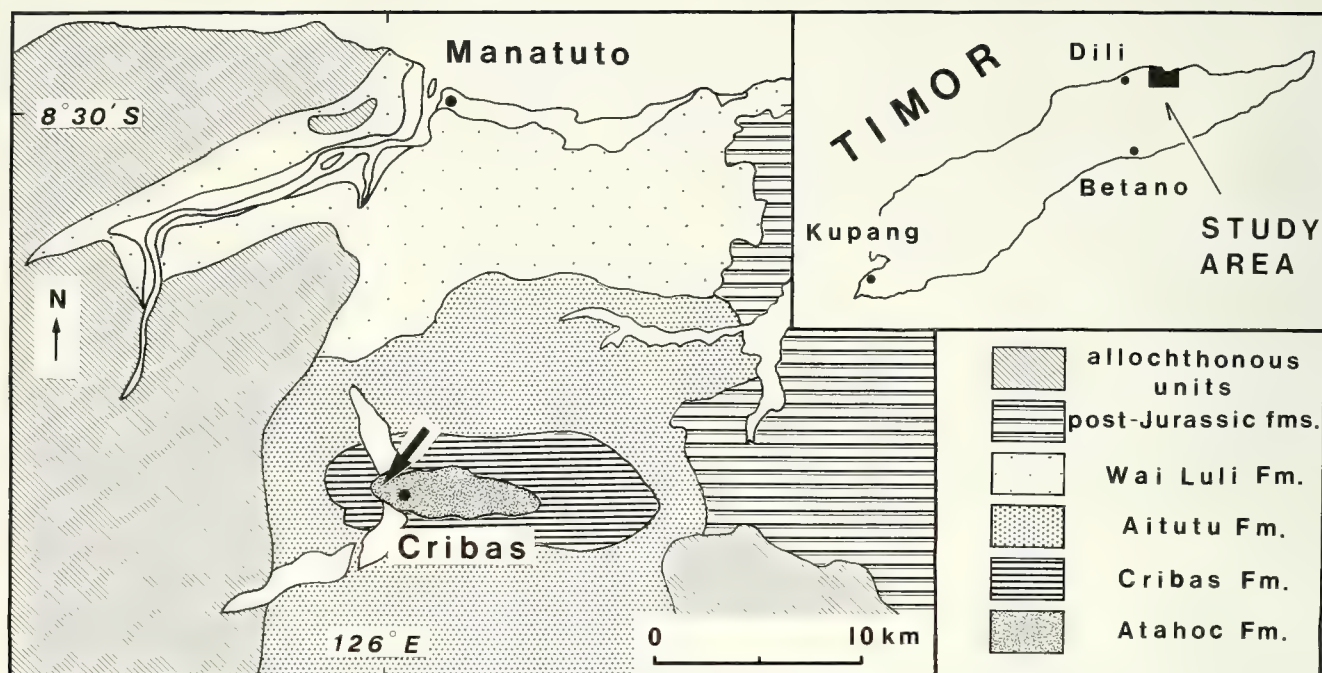 Manatuto
8°30'S
N
Cribas
126°E
0 10 km
TIMOR
Dili
Betano
Kupang
STUDY
AREA
allochthonous
units
post-Jurassic fms.
Wai Luli Fm.
Aitutu Fm.
Cribas Fm.
Atahoc Fm.